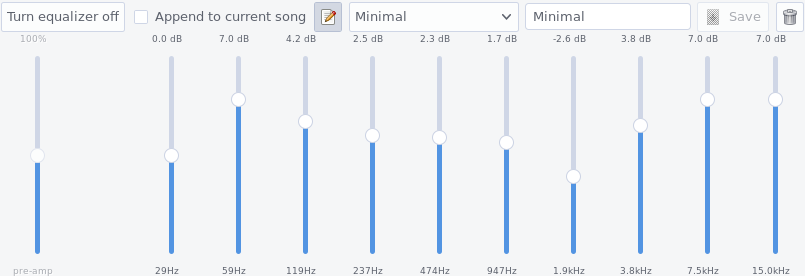 Turn equalizer off Append to current song Minimal Minimal Save
100% 0.0 dB 7.0 dB 4.2 dB 2.5 dB 2.3 dB 1.7 dB -2.6 dB 3.8 dB 7.0 dB 7.0 dB
pre-amp 29Hz 59Hz 119Hz 237Hz 474Hz 947Hz 1.9kHz 3.8kHz 7.5kHz 15.0kHz